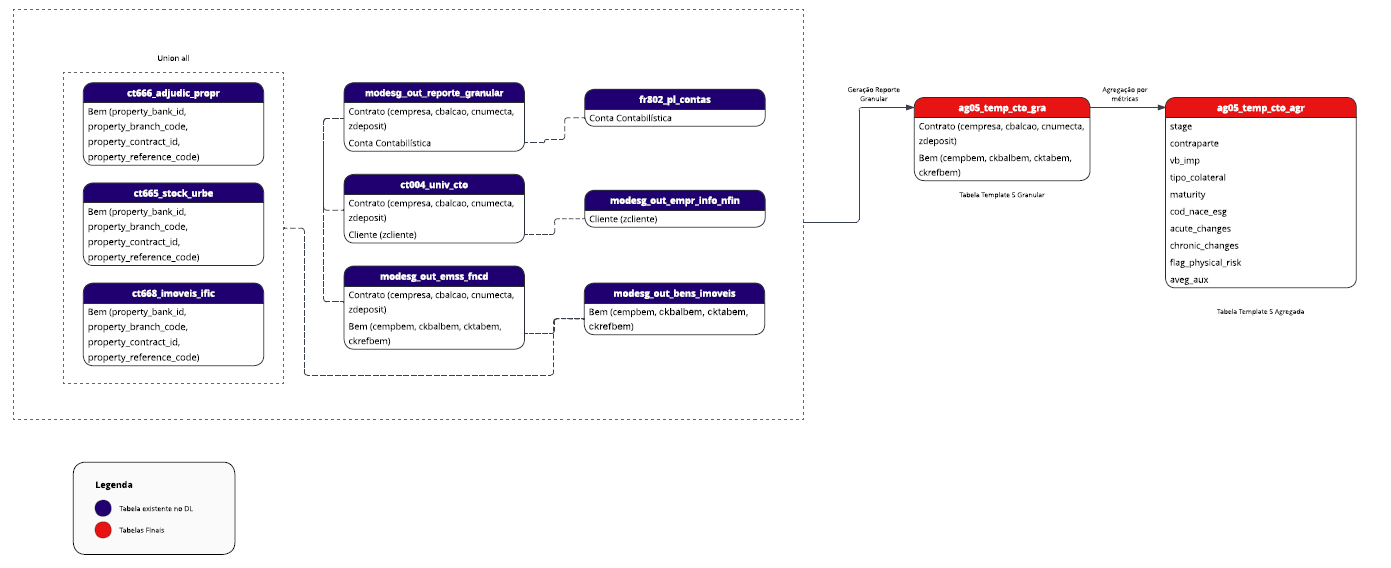 Union all
ct666_adjudic_propr
Bem (property_bank_id,
property_branch_code,
property_contract_id,
property_reference_code)
ct665_stock_urbe
Bem (property_bank_id,
property_branch_code,
property_contract_id,
property_reference_code)
ct668_imoveis_ific
Bem (property_bank_id,
property_branch_code,
property_contract_id,
property_reference_code)
modesg_out_reporte_granular
Contrato (cempresa, cbalcao, cnumecta,
zdeposit)
Conta Contabilística
ct004_univ_cto
Contrato (cempresa, cbalcao, cnumecta,
zdeposit)
Cliente (zcliente)
modesg_out_emss_fncd
Contrato (cempresa, cbalcao, cnumecta,
zdeposit)
Bem (cempbem, ckbalbem, cktabem,
ckrefbem)
fr802_pl_contas
Conta Contabilística
modesg_out_empr_info_nfin
Cliente (zcliente)
modesg_out_bens_imoveis
Bem (cempbem, ckbalbem, cktabem,
ckrefbem)
Geração Reporte
Granular
ag05_temp_cto_gra
Contrato (cempresa, cbalcao, cnumecta,
zdeposit)
Bem (cempbem, ckbalbem, cktabem,
ckrefbem)
Tabela Template 5 Granular
Agregação por
métricas
ag05_temp_cto_agr
stage
contraparte
vb_imp
tipo_colateral
maturity
cod_nace_esg
acute_changes
chronic_changes
flag_physical_risk
aveg_aux
Tabela Template 5 Agregada
Legenda
Tabela existente no DL
Tabelas Finais